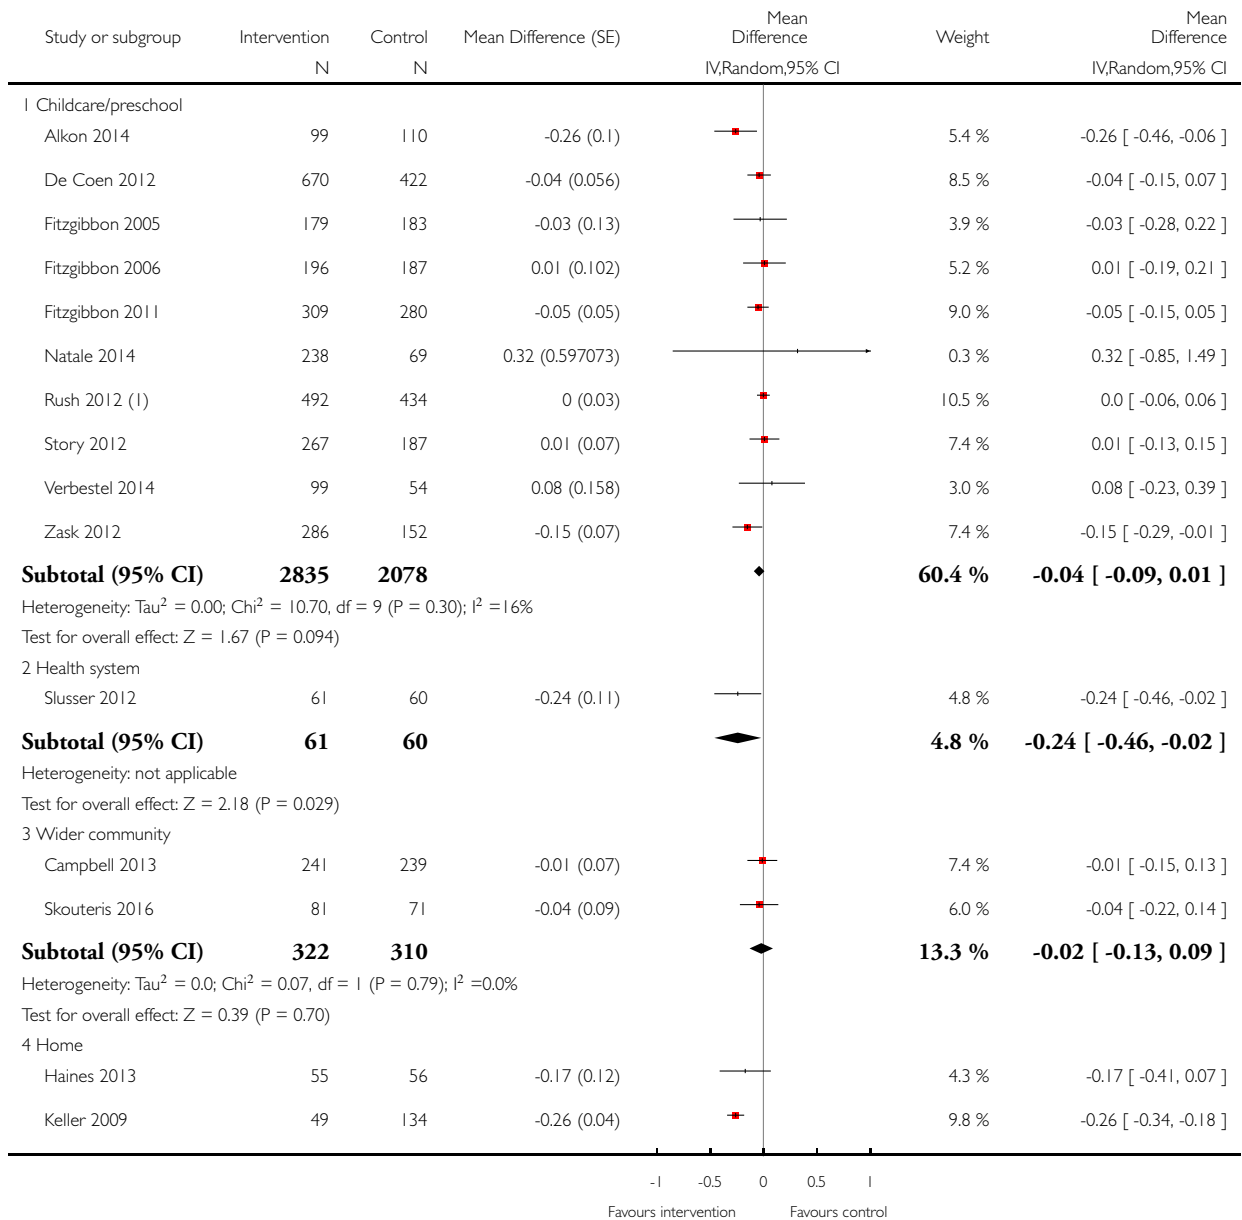 Study or subgroup Intervention Control Mean Difference (SE) Mean Difference Weight Mean Difference
N N IV,Random,95% CI IV,Random,95% CI
1 Childcare/preschool
Alkon 2014 99 110 -0.26 (0.1) 5.4 % -0.26 [ -0.46, -0.06 ]
De Coen 2012 670 422 -0.04 (0.056) 8.5 % -0.04 [ -0.15, 0.07 ]
Fitzgibbon 2005 179 183 -0.03 (0.13) 3.9 % -0.03 [ -0.28, 0.22 ]
Fitzgibbon 2006 196 187 0.01 (0.102) 5.2 % 0.01 [ -0.19, 0.21 ]
Fitzgibbon 2011 309 280 -0.05 (0.05) 9.0 % -0.05 [ -0.15, 0.05 ]
Natale 2014 238 69 0.32 (0.597073) 0.3 % 0.32 [ -0.85, 1.49 ]
Rush 2012 (1) 492 434 0 (0.03) 10.5 % 0.0 [ -0.06, 0.06 ]
Story 2012 267 187 0.01 (0.07) 7.4 % 0.01 [ -0.13, 0.15 ]
Verbestel 2014 99 54 0.08 (0.158) 3.0 % 0.08 [ -0.23, 0.39 ]
Zask 2012 286 152 -0.15 (0.07) 7.4 % -0.15 [ -0.29, -0.01 ]
Subtotal (95% CI) 2835 2078 60.4 % -0.04 [ -0.09, 0.01 ]
Heterogeneity: Tau² = 0.00; Chi² = 10.70, df = 9 (P = 0.30); I² =16%
Test for overall effect: Z = 1.67 (P = 0.094)
2 Health system
Slusser 2012 61 60 -0.24 (0.11) 4.8 % -0.24 [ -0.46, -0.02 ]
Subtotal (95% CI) 61 60 4.8 % -0.24 [ -0.46, -0.02 ]
Heterogeneity: not applicable
Test for overall effect: Z = 2.18 (P = 0.029)
3 Wider community
Campbell 2013 241 239 -0.01 (0.07) 7.4 % -0.01 [ -0.15, 0.13 ]
Skouteris 2016 81 71 -0.04 (0.09) 6.0 % -0.04 [ -0.22, 0.14 ]
Subtotal (95% CI) 322 310 13.3 % -0.02 [ -0.13, 0.09 ]
Heterogeneity: Tau² = 0.0; Chi² = 0.07, df = 1 (P = 0.79); I² =0.0%
Test for overall effect: Z = 0.39 (P = 0.70)
4 Home
Haines 2013 55 56 -0.17 (0.12) 4.3 % -0.17 [ -0.41, 0.07 ]
Keller 2009 49 134 -0.26 (0.04) 9.8 % -0.26 [ -0.34, -0.18 ]
-1 -0.5 0 0.5 1
Favours intervention Favours control